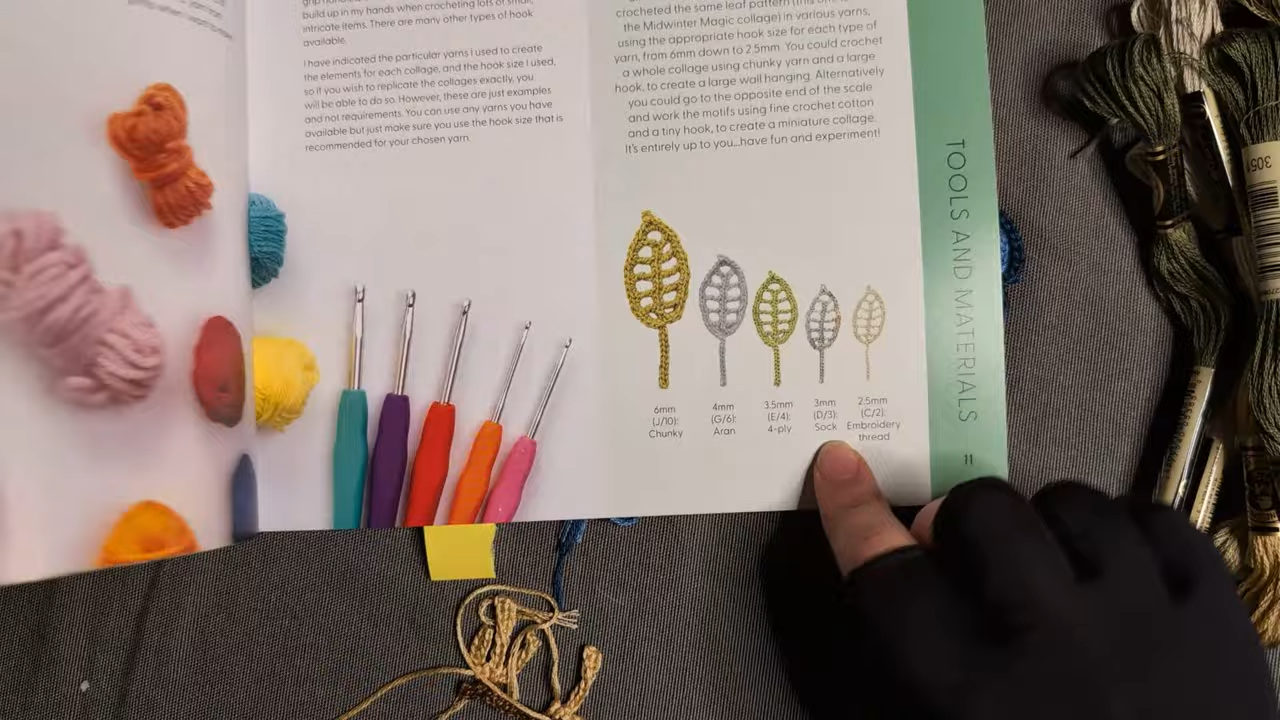 build up in my hands when crocheting lots of small,
intricate items. There are many other types of hook
available.
I have indicated the particular yarns I used to create
the elements for each collage, and the hook size I used,
so if you wish to replicate the collages exactly, you
will be able to do so. However, these are just examples
and not requirements. You can use any yarns you have
available but just make sure you use the hook size that is
recommended for your chosen yarn.
crocheted the same leaf pattern (this
the Midwinter Magic collage) in various yarns,
using the appropriate hook size for each type of
yarn, from 6mm down to 2.5mm. You could crochet
a whole collage using chunky yarn and a large
hook, to create a large wall hanging. Alternatively
you could go to the opposite end of the scale
and work the motifs using fine crochet cotton
and a tiny hook, to create a miniature collage.
It's entirely up to you...have fun and experiment!
6mm
(J/10):
Chunky
4mm
(G/6):
Aran
3.5mm
(E/4):
4-ply
3mm
(D/3):
Sock
2.5mm
(C/2):
Embroidery
thread
TOOLS AND MATERIALS
11
3051